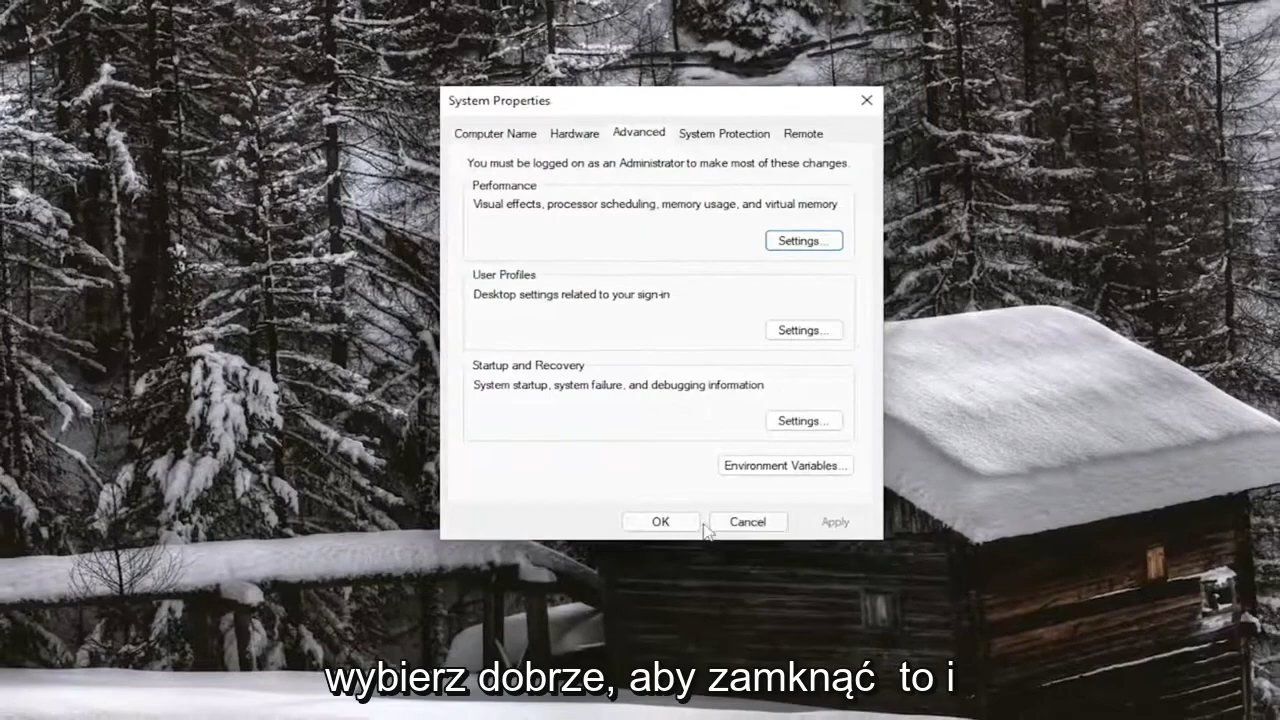 System Properties
Computer Name Hardware Advanced System Protection Remote
You must be logged on as an Administrator to make most of these changes.
Performance
Visual effects, processor scheduling, memory usage, and virtual memory
Settings...
User Profiles
Desktop settings related to your sign-in
Settings...
Startup and Recovery
System startup, system failure, and debugging information
Settings...
Environment Variables...
OK Cancel Apply
wybierz dobrze, aby zamknąć to i